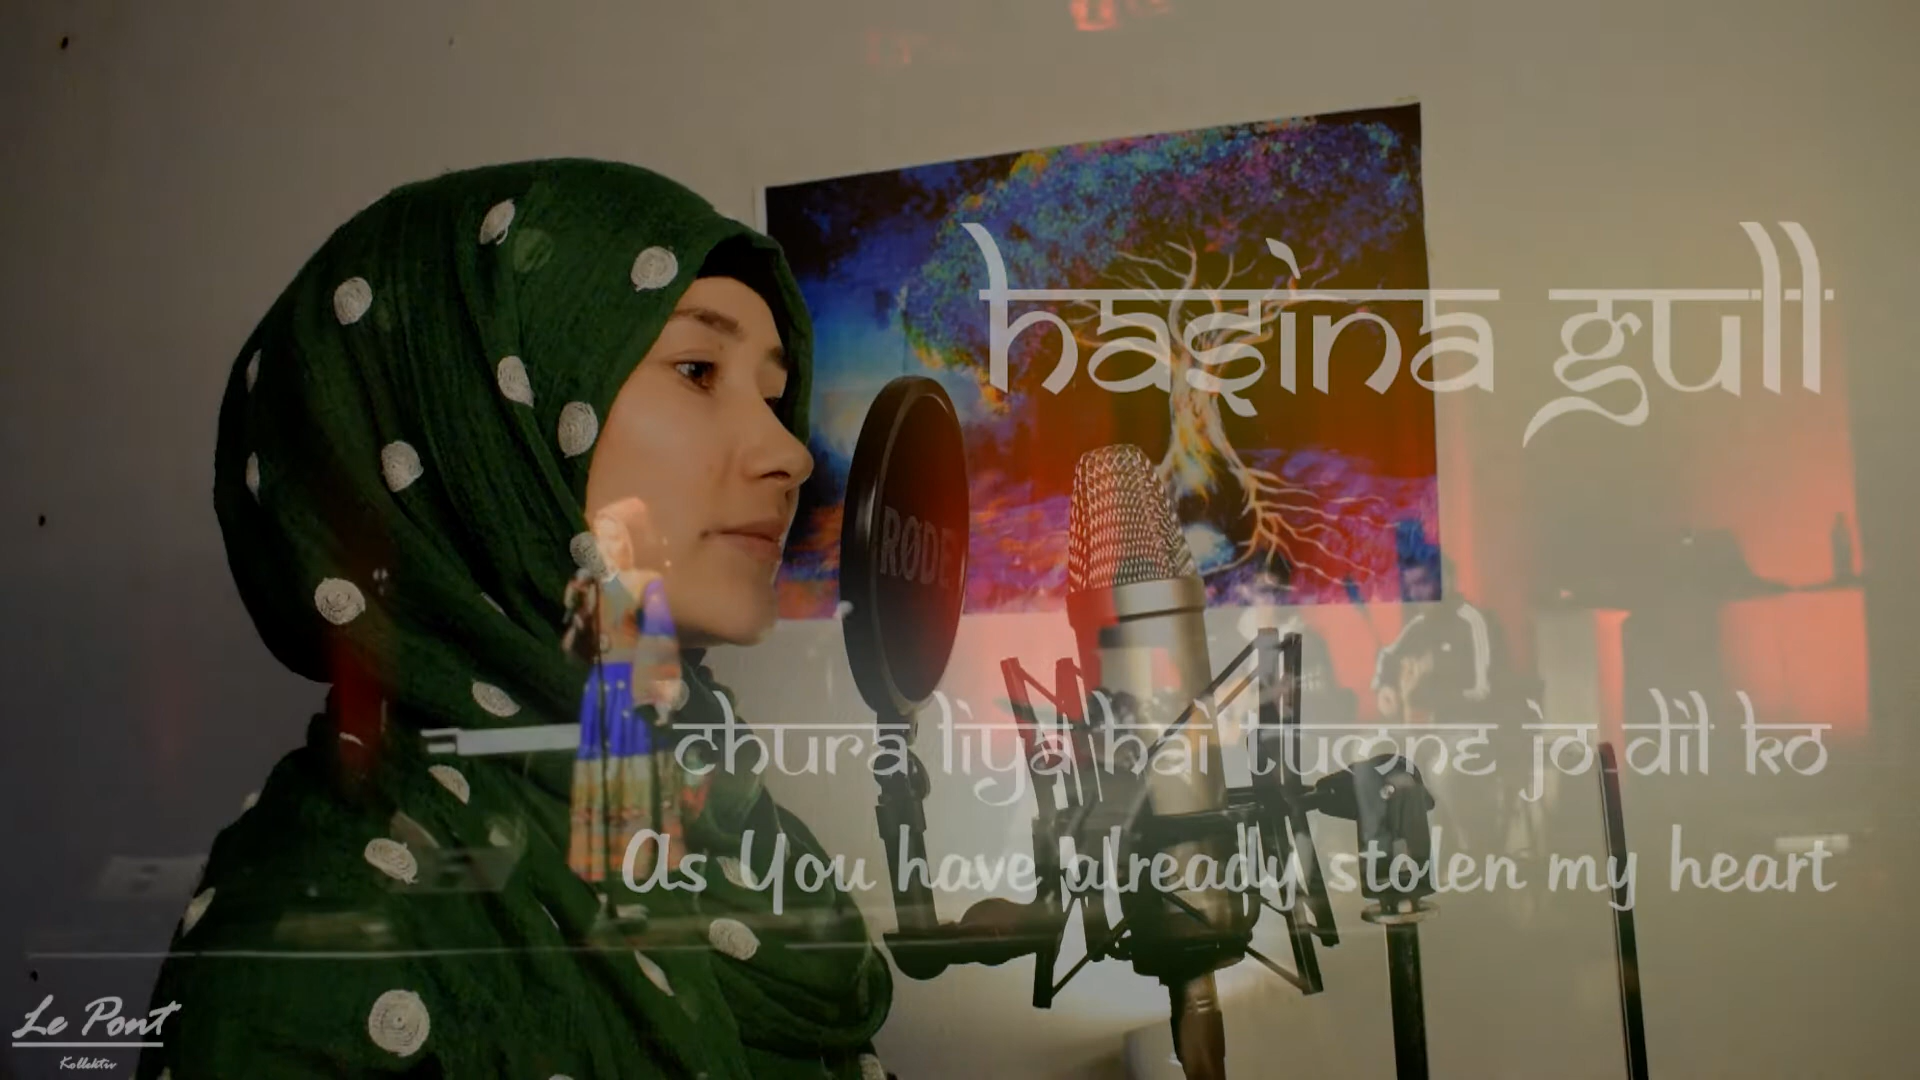 hasina gull
RØDE
chura liya hai tumne jo dil ko
As You have already stolen my heart
Le Pont
Kollektiv